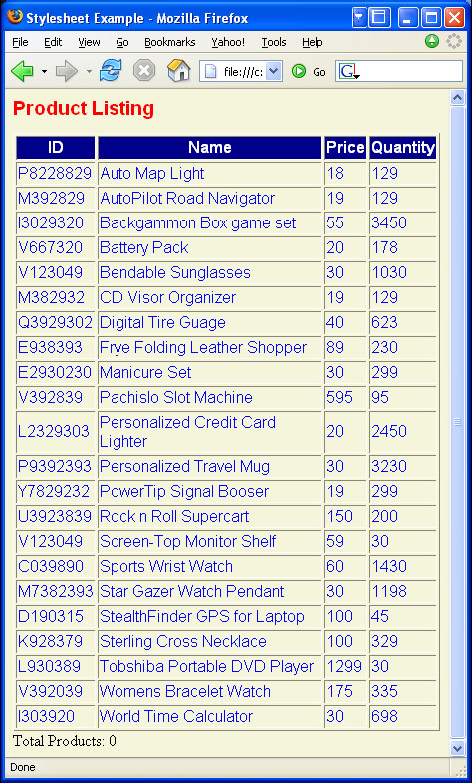 Stylesheet Example - Mozilla Firefox
File Edit View Go Bookmarks Yahoo! Tools Help
file:///c: Go G
Product Listing
ID Name Price Quantity
P8228829 Auto Map Light 18 129
M392829 AutoPilot Road Navigator 19 129
I3029320 Backgammon Box game set 55 3450
V667320 Battery Pack 20 178
V123049 Bendable Sunglasses 30 1030
M382932 CD Visor Organizer 19 129
Q3929302 Digital Tire Guage 40 623
E938393 Frye Folding Leather Shopper 89 230
E2930230 Manicure Set 30 299
V392839 Pachislo Slot Machine 595 95
L2329303 Personalized Credit Card 20 2450
Lighter
P9392393 Personalized Travel Mug 30 3230
Y7829232 PowerTip Signal Booser 19 299
U3923839 Rock n Roll Supercart 150 200
V123049 Screen-Top Monitor Shelf 59 30
C039890 Sports Wrist Watch 60 1430
M7382393 Star Gazer Watch Pendant 30 1198
D190315 StealthFinder GPS for Laptop 100 45
K928379 Sterling Cross Necklace 100 329
L930389 Tobshiba Portable DVD Player 1299 30
V392039 Womens Bracelet Watch 175 335
I303920 World Time Calculator 30 698
Total Products: 0
Done